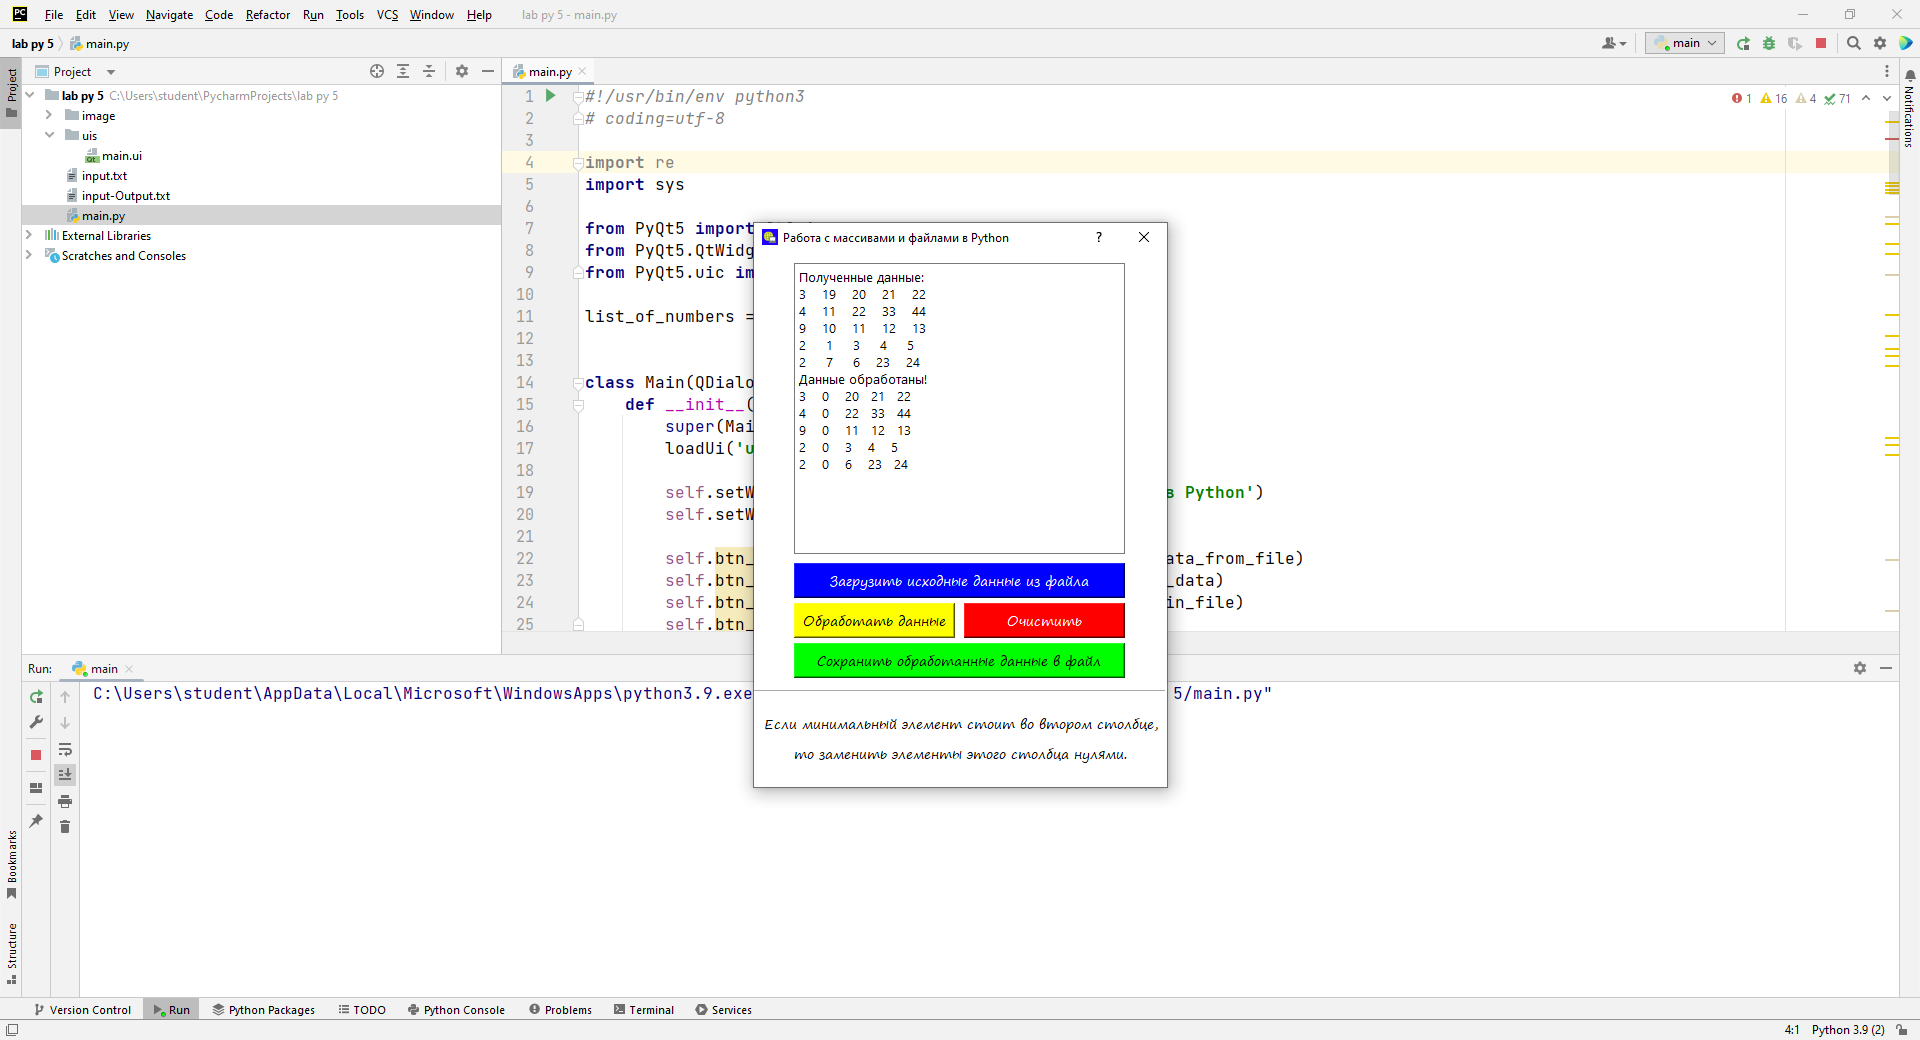 File Edit View Navigate Code Refactor Run Tools VCS Window Help lab py 5 - main.py
lab py 5 main.py
main
Project
lab py 5 C:\Users\student\PycharmProjects\lab py 5
image
uis
main.ui
input.txt
input-Output.txt
main.py
External Libraries
Scratches and Consoles
Project
Bookmarks
Structure
Notifications
main.py
1 16 4 71
1 #!/usr/bin/env python3
2 # coding=utf-8
3
4 import re
5 import sys
6
7 from PyQt5 import
8 from PyQt5.QtWidg
9 from PyQt5.uic im
10
11 list_of_numbers =
12
13
14 class Main(QDialo
15 def __init__(
16 super(Mai
17 loadUi('u
18
19 self.setW в Python')
20 self.setW
21
22 self.btn_ ata_from_file)
23 self.btn_ _data)
24 self.btn_ in_file)
25 self.btn_
Работа с массивами и файлами в Python ?
Полученные данные:
3 19 20 21 22
4 11 22 33 44
9 10 11 12 13
2 1 3 4 5
2 7 6 23 24
Данные обработаны!
3 0 20 21 22
4 0 22 33 44
9 0 11 12 13
2 0 3 4 5
2 0 6 23 24
Загрузить исходные данные из файла
Обработать данные Очистить
Сохранить обработанные данные в файл
Если минимальный элемент стоит во втором столбце,
то заменить элементы этого столбца нулями.
Run: main
C:\Users\student\AppData\Local\Microsoft\WindowsApps\python3.9.exe 5/main.py"
Version Control Run Python Packages TODO Python Console Problems Terminal Services
4:1 Python 3.9 (2)